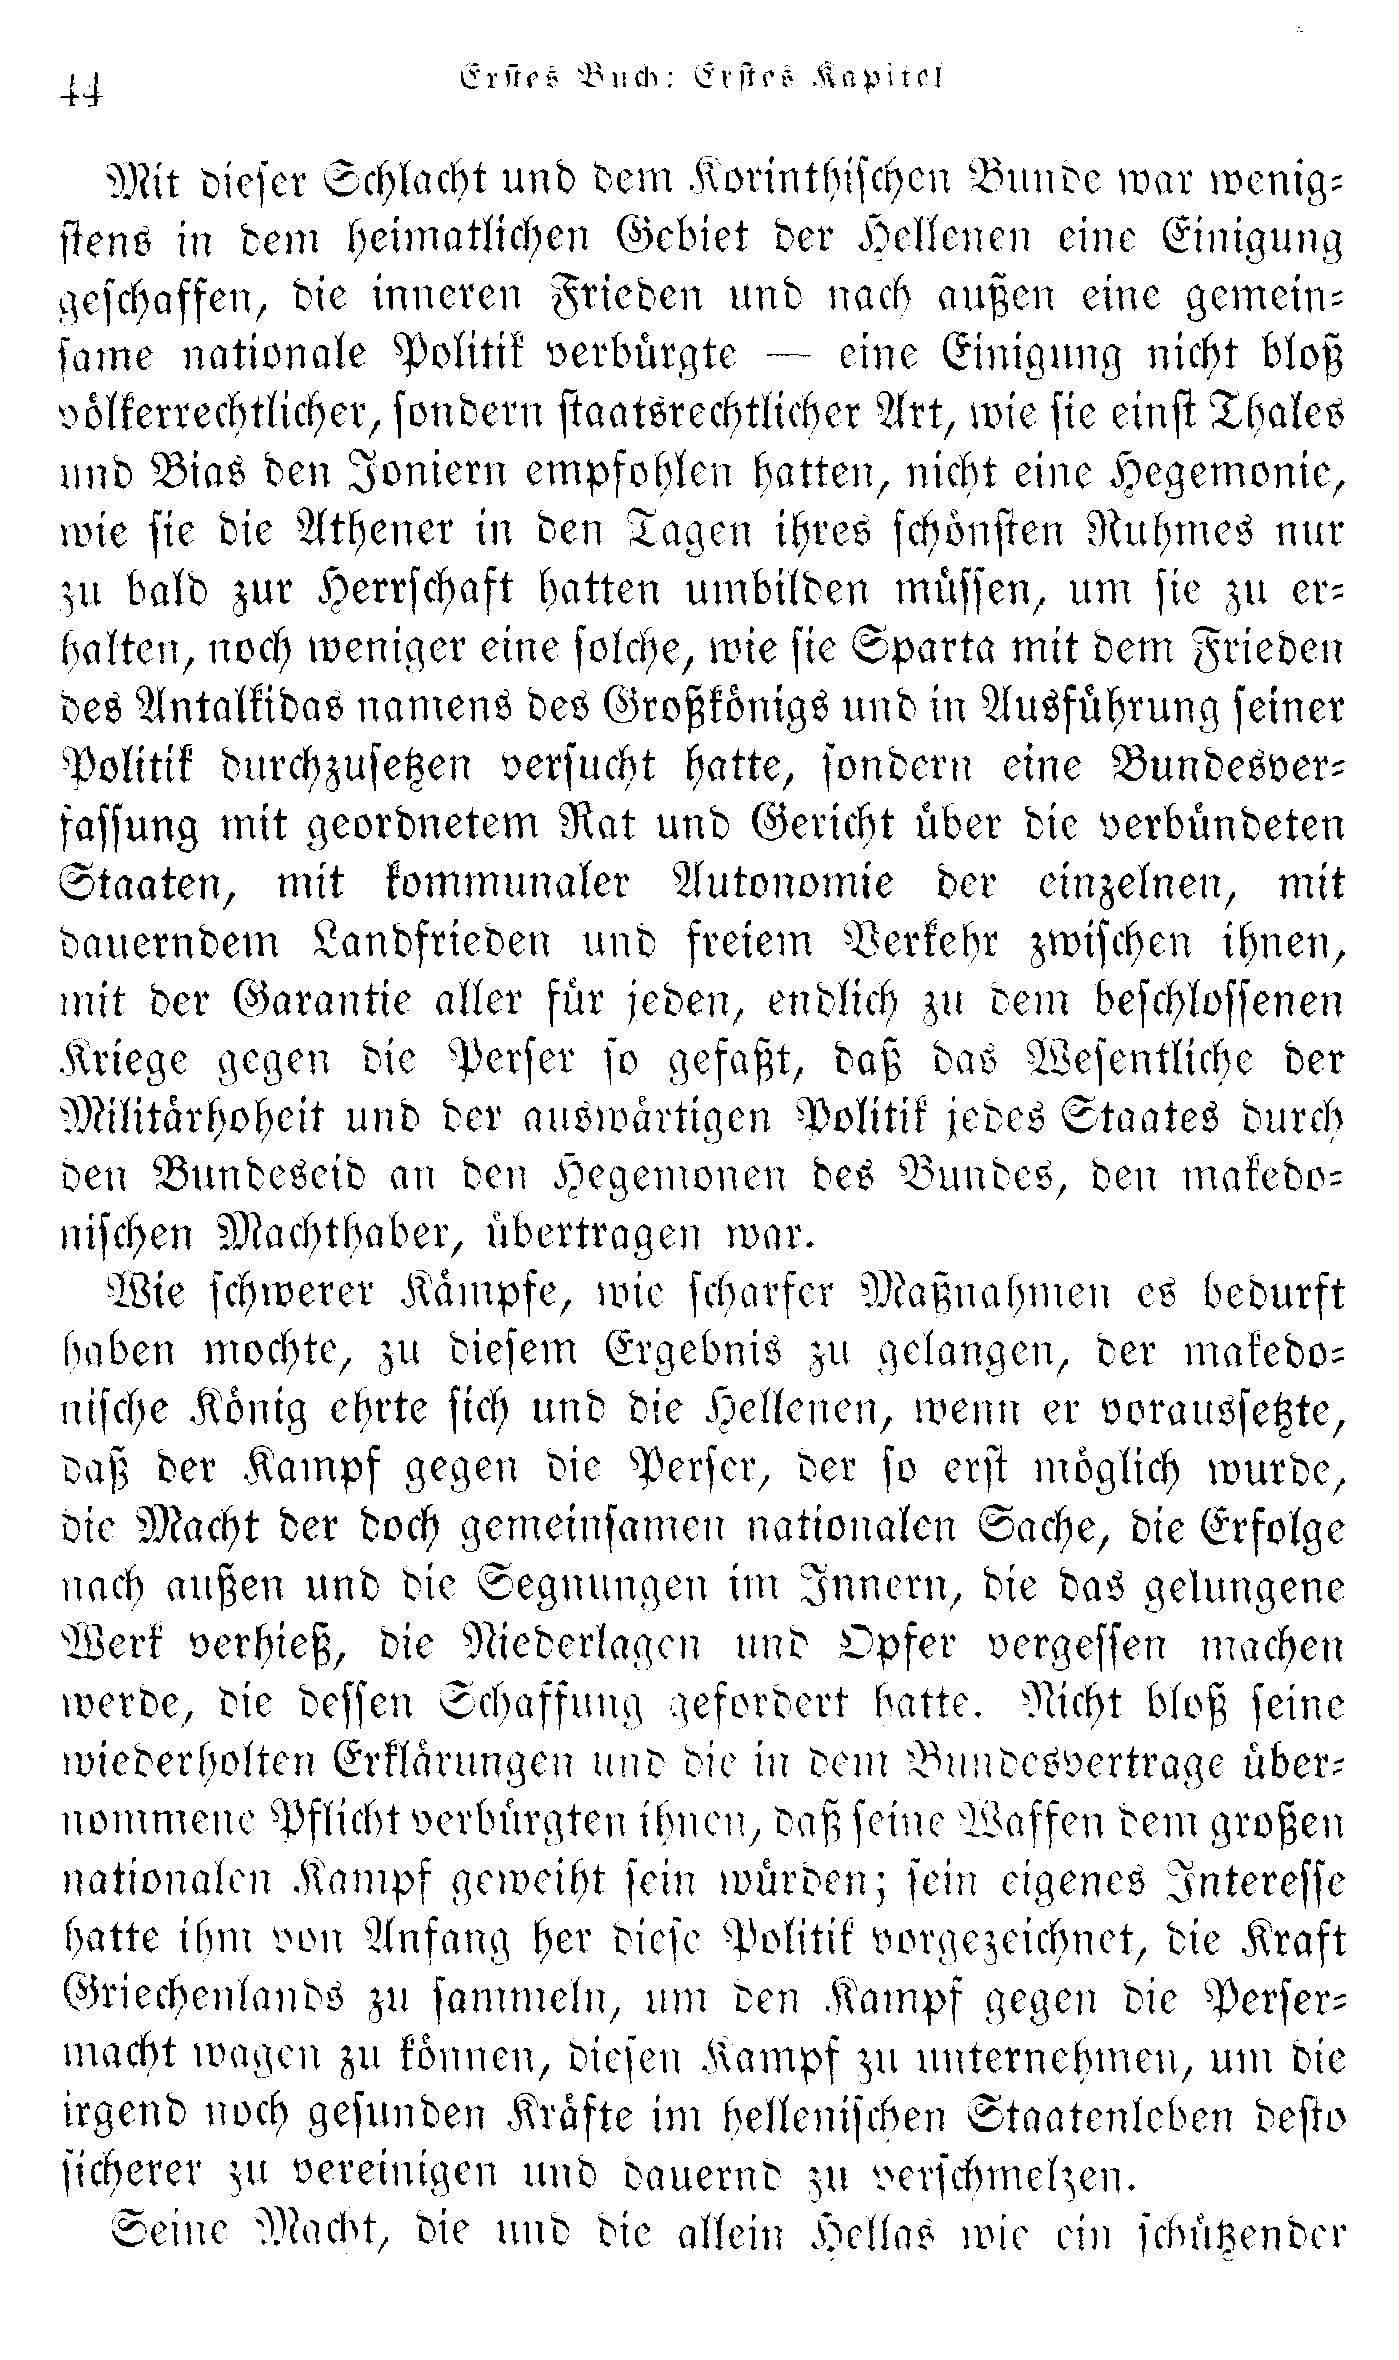 44
Erstes Buch: Erstes Kapitel
Mit dieser Schlacht und dem Korinthischen Bunde war wenig-
stens in dem heimatlichen Gebiet der Hellenen eine Einigung
geschaffen, die inneren Frieden und nach außen eine gemein-
same nationale Politik verbürgte — eine Einigung nicht bloß
völkerrechtlicher, sondern staatsrechtlicher Art, wie sie einst Thales
und Bias den Joniern empfohlen hatten, nicht eine Hegemonie,
wie sie die Athener in den Tagen ihres schönsten Ruhmes nur
zu bald zur Herrschaft hatten umbilden müssen, um sie zu er-
halten, noch weniger eine solche, wie sie Sparta mit dem Frieden
des Antalkidas namens des Großkönigs und in Ausführung seiner
Politik durchzusetzen versucht hatte, sondern eine Bundesver-
fassung mit geordnetem Rat und Gericht über die verbündeten
Staaten, mit kommunaler Autonomie der einzelnen, mit
dauerndem Landfrieden und freiem Verkehr zwischen ihnen,
mit der Garantie aller für jeden, endlich zu dem beschlossenen
Kriege gegen die Perser so gefaßt, daß das Wesentliche der
Militärhoheit und der auswärtigen Politik jedes Staates durch
den Bundeseid an den Hegemonen des Bundes, den makedo-
nischen Machthaber, übertragen war.
Wie schwerer Kämpfe, wie scharfer Maßnahmen es bedurft
haben mochte, zu diesem Ergebnis zu gelangen, der makedo-
nische König ehrte sich und die Hellenen, wenn er voraussetzte,
daß der Kampf gegen die Perser, der so erst möglich wurde,
die Macht der doch gemeinsamen nationalen Sache, die Erfolge
nach außen und die Segnungen im Innern, die das gelungene
Werk verhieß, die Niederlagen und Opfer vergessen machen
werde, die dessen Schaffung gefordert hatte. Nicht bloß seine
wiederholten Erklärungen und die in dem Bundesvertrage über-
nommene Pflicht verbürgten ihnen, daß seine Waffen dem großen
nationalen Kampf geweiht sein würden; sein eigenes Interesse
hatte ihm von Anfang her diese Politik vorgezeichnet, die Kraft
Griechenlands zu sammeln, um den Kampf gegen die Perser-
macht wagen zu können, diesen Kampf zu unternehmen, um die
irgend noch gesunden Kräfte im hellenischen Staatenleben desto
sicherer zu vereinigen und dauernd zu verschmelzen.
Seine Macht, die und die allein Hellas wie ein schützender